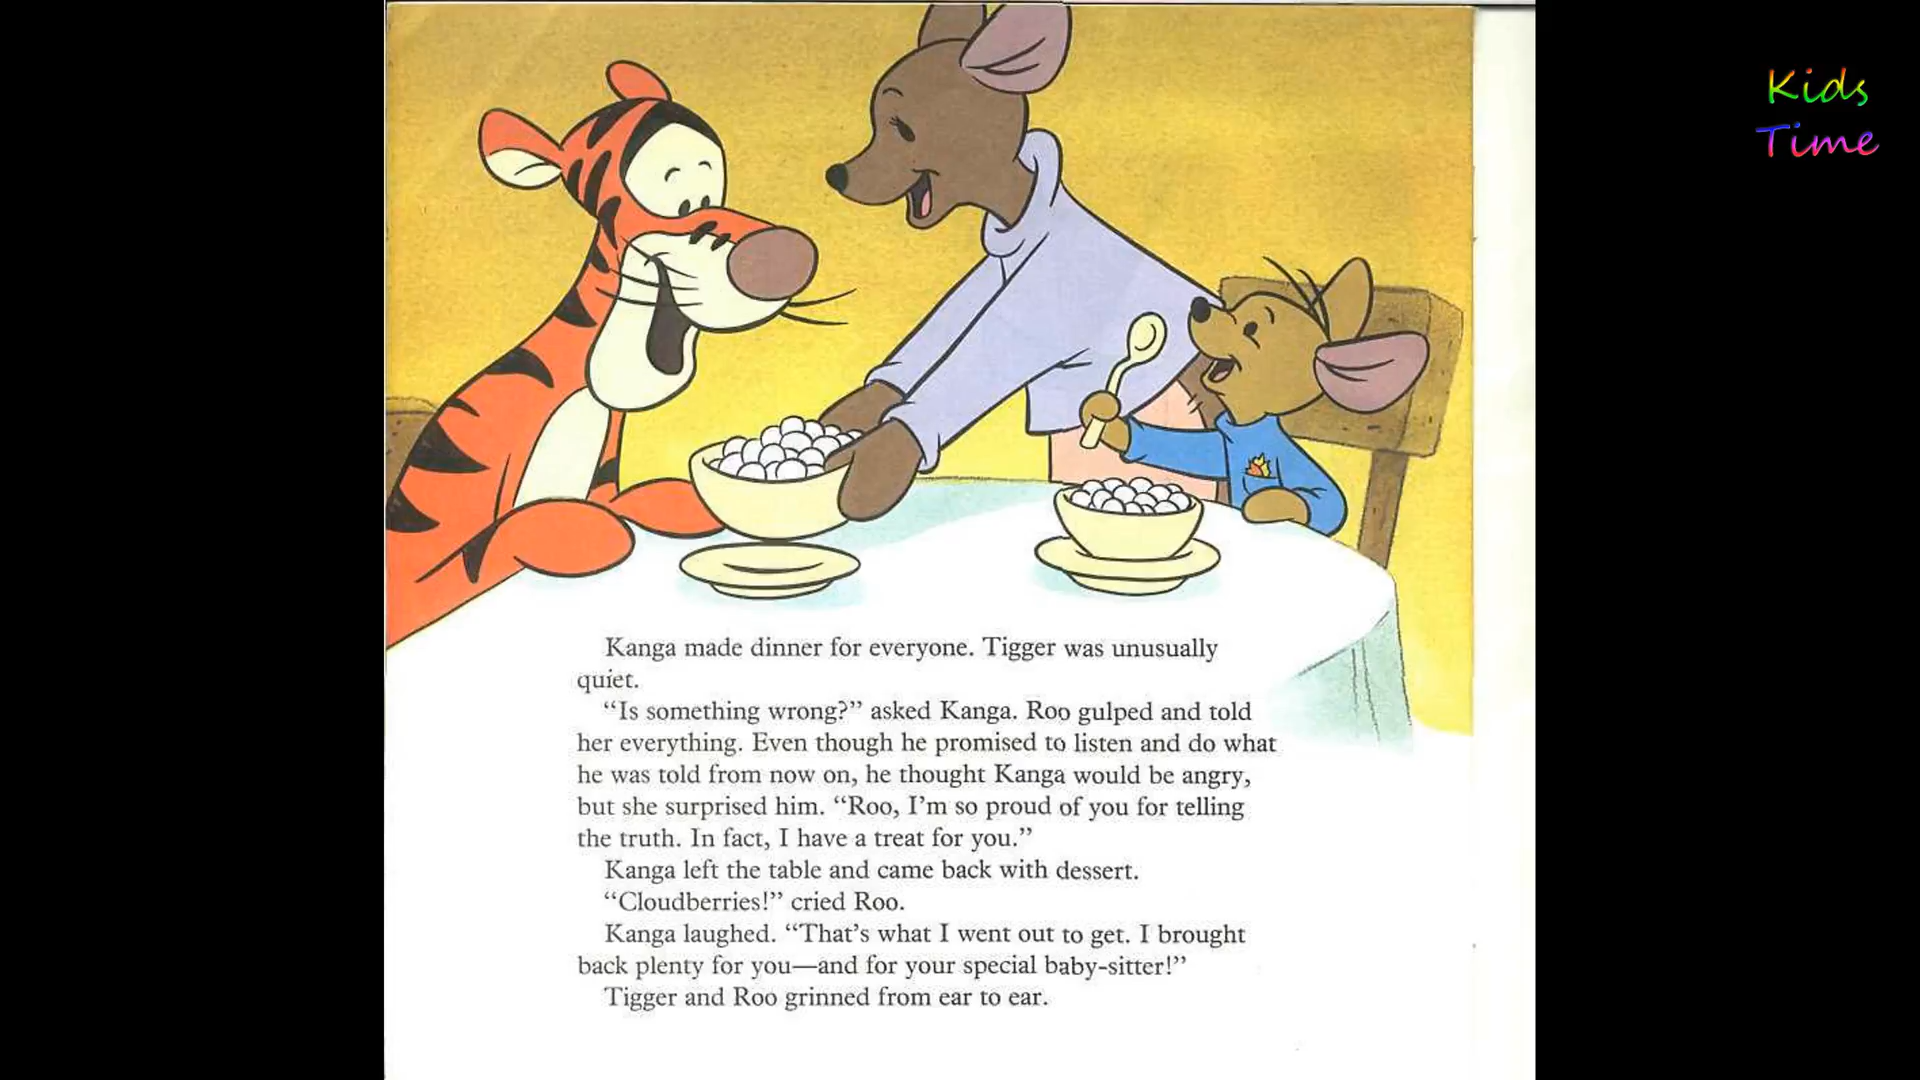 Kids
Time
Kanga made dinner for everyone. Tigger was unusually
quiet.
“Is something wrong?” asked Kanga. Roo gulped and told
her everything. Even though he promised to listen and do what
he was told from now on, he thought Kanga would be angry,
but she surprised him. “Roo, I’m so proud of you for telling
the truth. In fact, I have a treat for you.”
Kanga left the table and came back with dessert.
“Cloudberries!” cried Roo.
Kanga laughed. “That’s what I went out to get. I brought
back plenty for you—and for your special baby-sitter!”
Tigger and Roo grinned from ear to ear.